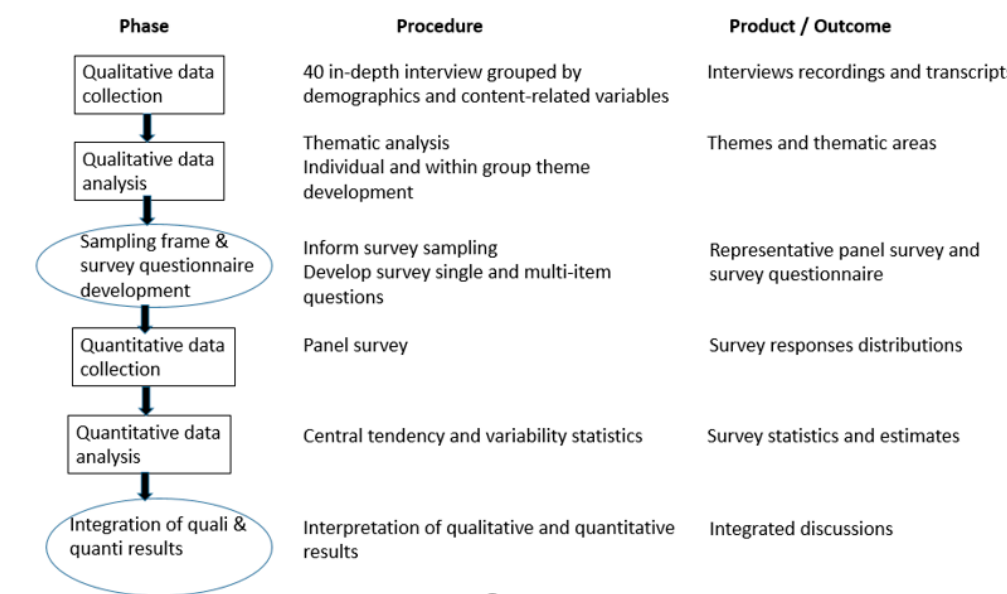 Phase Procedure Product / Outcome
Qualitative data
collection
40 in-depth interview grouped by
demographics and content-related variables
Interviews recordings and transcripts
Qualitative data
analysis
Thematic analysis
Individual and within group theme
development
Themes and thematic areas
Sampling frame &
survey questionnaire
development
Inform survey sampling
Develop survey single and multi-item
questions
Representative panel survey and
survey questionnaire
Quantitative data
collection
Panel survey
Survey responses distributions
Quantitative data
analysis
Central tendency and variability statistics
Survey statistics and estimates
Integration of quali &
quanti results
Interpretation of qualitative and quantitative
results
Integrated discussions